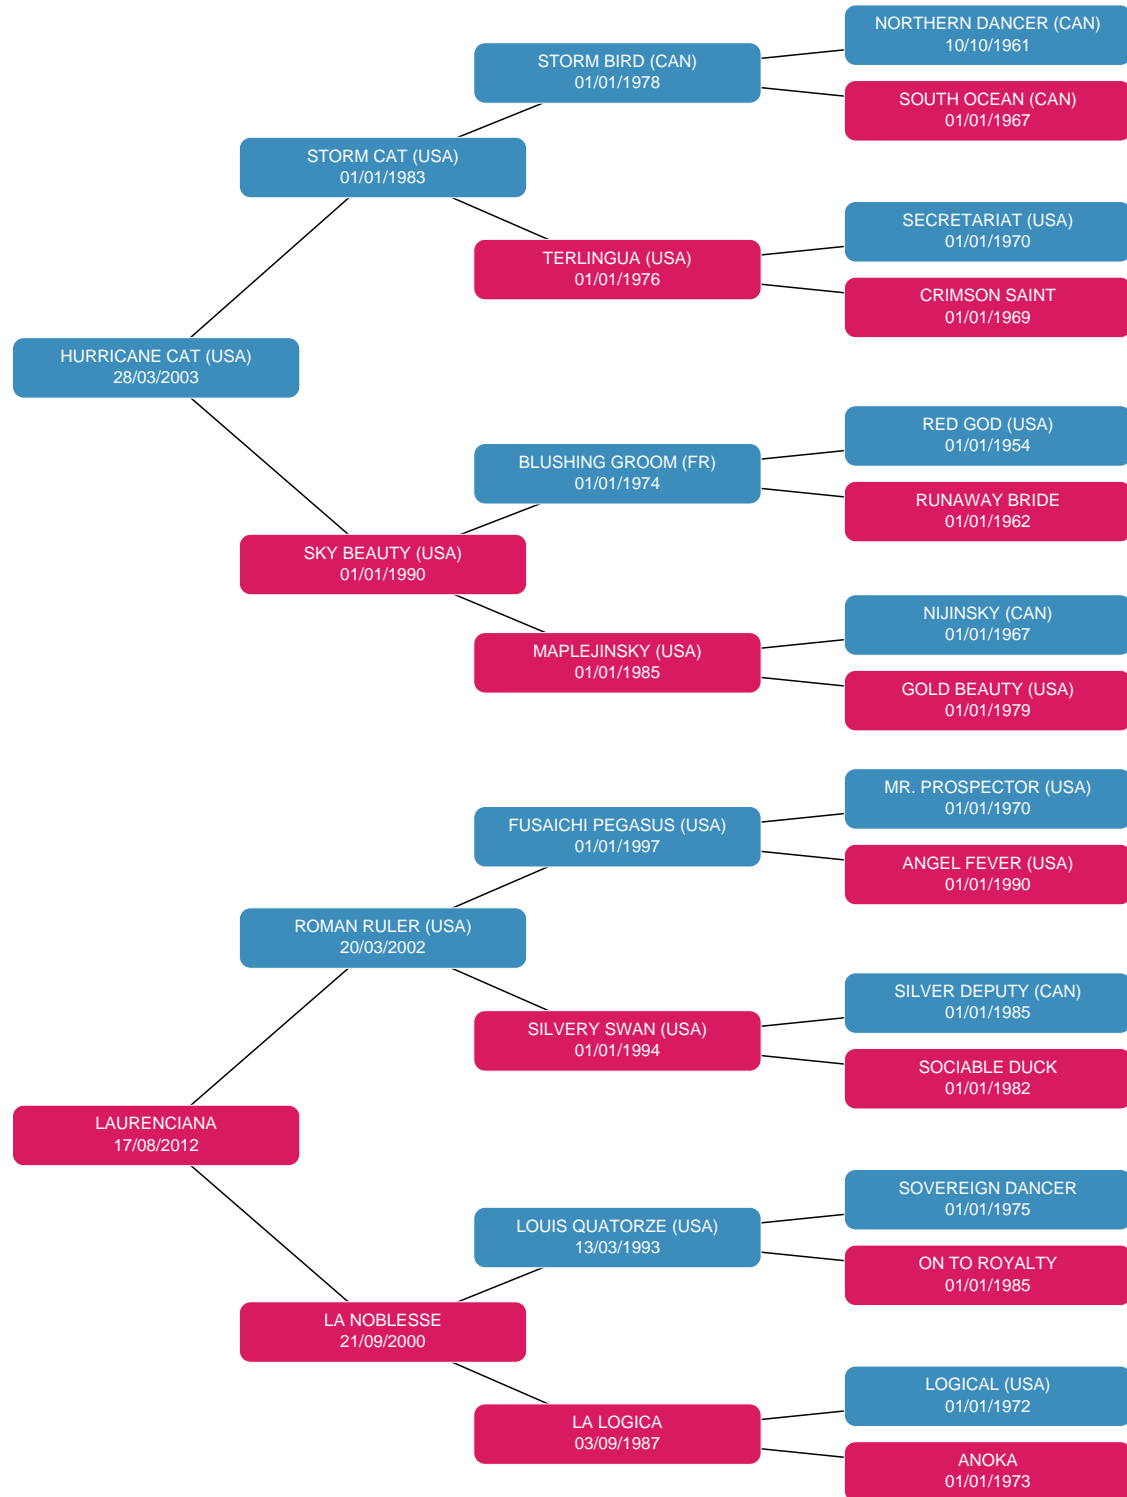 NORTHERN DANCER (CAN)
10/10/1961
STORM BIRD (CAN)
01/01/1978
SOUTH OCEAN (CAN)
01/01/1967
STORM CAT (USA)
01/01/1983
SECRETARIAT (USA)
01/01/1970
TERLINGUA (USA)
01/01/1976
CRIMSON SAINT
01/01/1969
HURRICANE CAT (USA)
28/03/2003
RED GOD (USA)
01/01/1954
BLUSHING GROOM (FR)
01/01/1974
RUNAWAY BRIDE
01/01/1962
SKY BEAUTY (USA)
01/01/1990
NIJINSKY (CAN)
01/01/1967
MAPLEJINSKY (USA)
01/01/1985
GOLD BEAUTY (USA)
01/01/1979
MR. PROSPECTOR (USA)
01/01/1970
FUSAICHI PEGASUS (USA)
01/01/1997
ANGEL FEVER (USA)
01/01/1990
ROMAN RULER (USA)
20/03/2002
SILVER DEPUTY (CAN)
01/01/1985
SILVERY SWAN (USA)
01/01/1994
SOCIABLE DUCK
01/01/1982
LAURENCIANA
17/08/2012
SOVEREIGN DANCER
01/01/1975
LOUIS QUATORZE (USA)
13/03/1993
ON TO ROYALTY
01/01/1985
LA NOBLESSE
21/09/2000
LOGICAL (USA)
01/01/1972
LA LOGICA
03/09/1987
ANOKA
01/01/1973